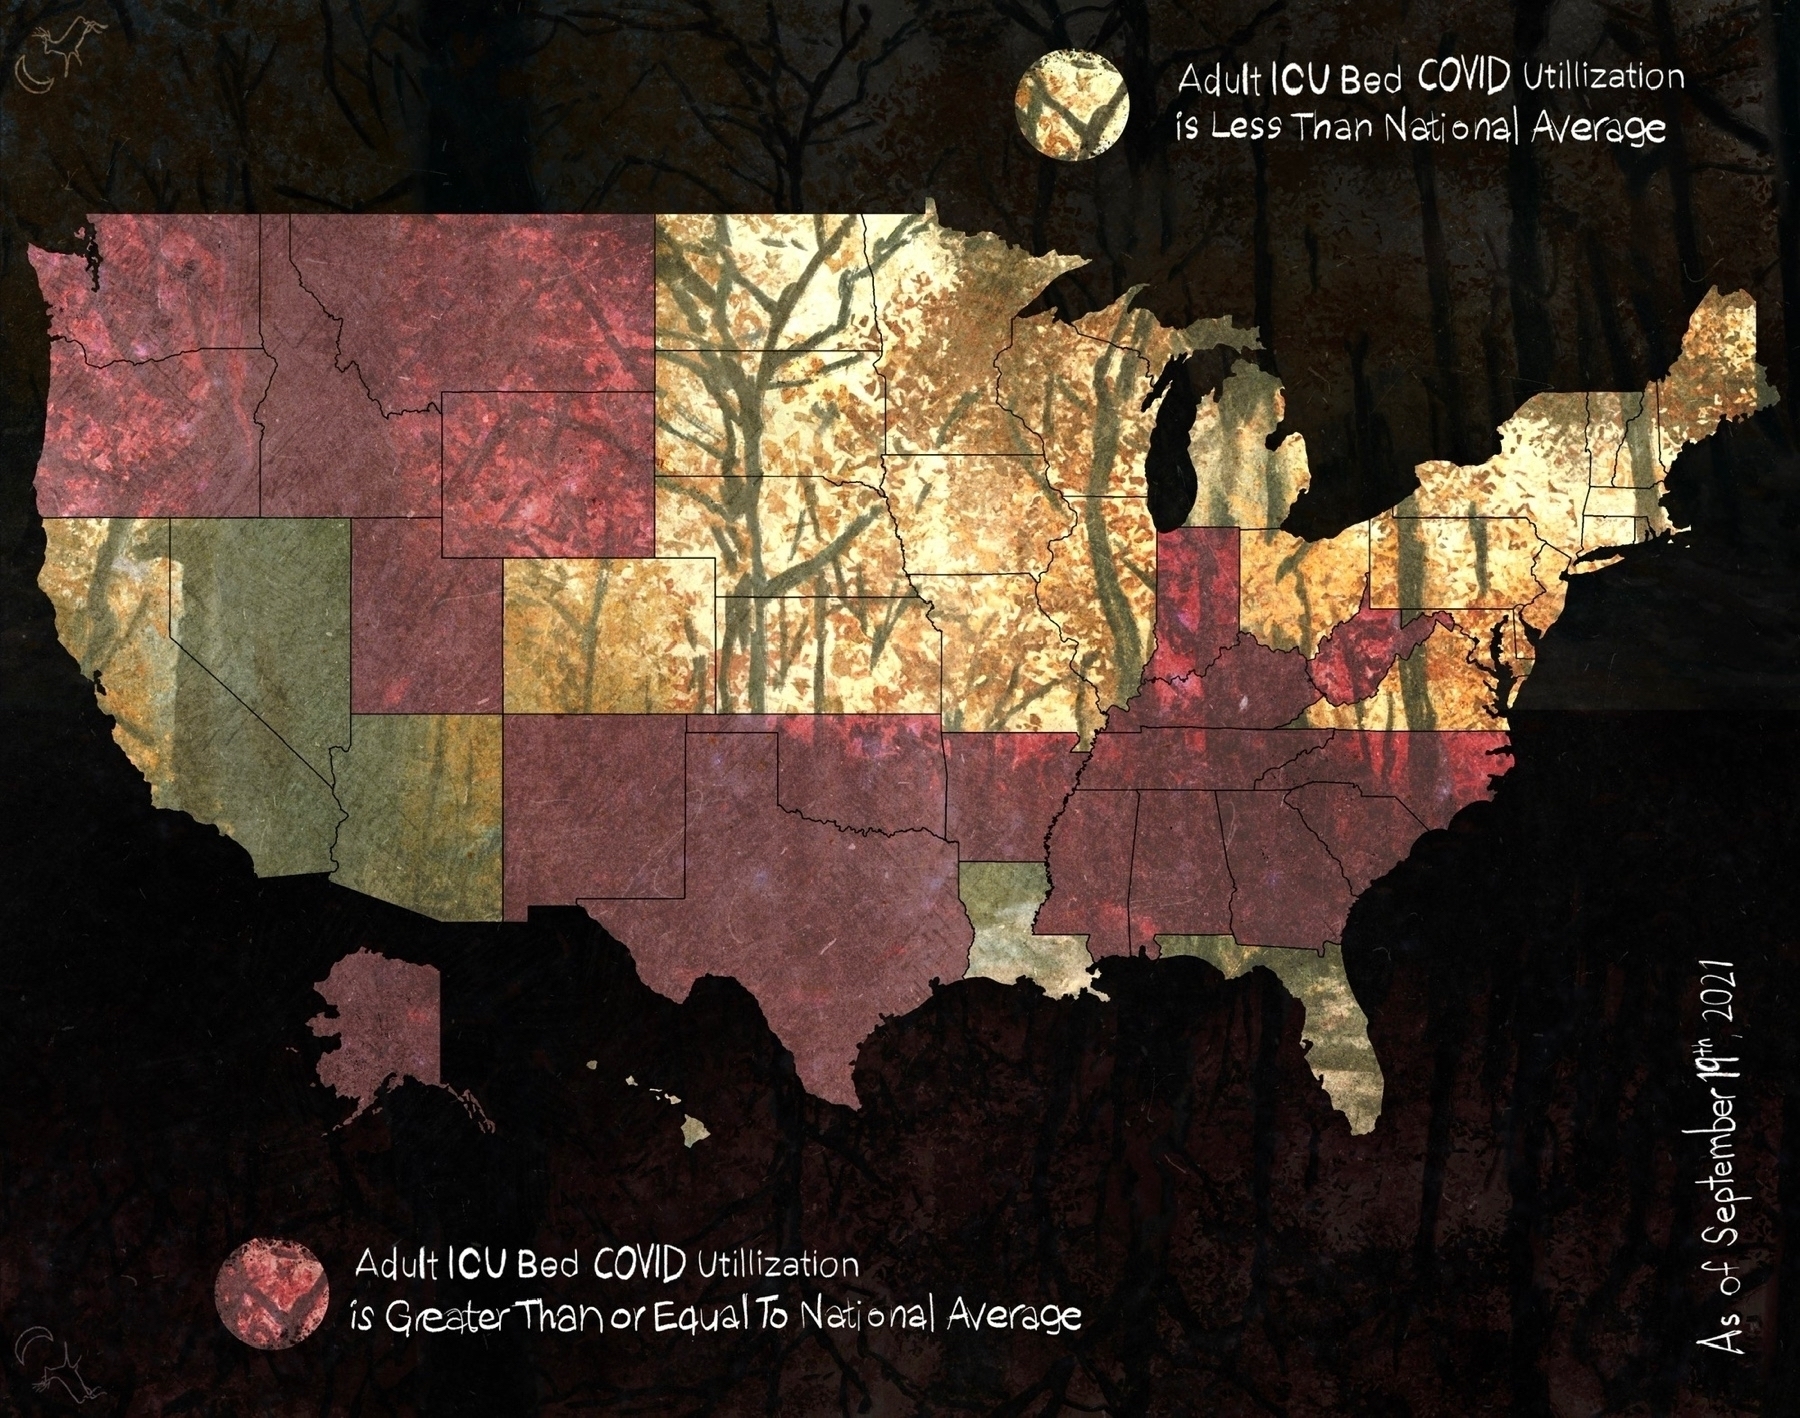 Adult ICU Bed COVID Utillization
is Less Than National Average
Adult ICU Bed COVID Utillization
is Greater Than or Equal To National Average
As of September 19th, 2021